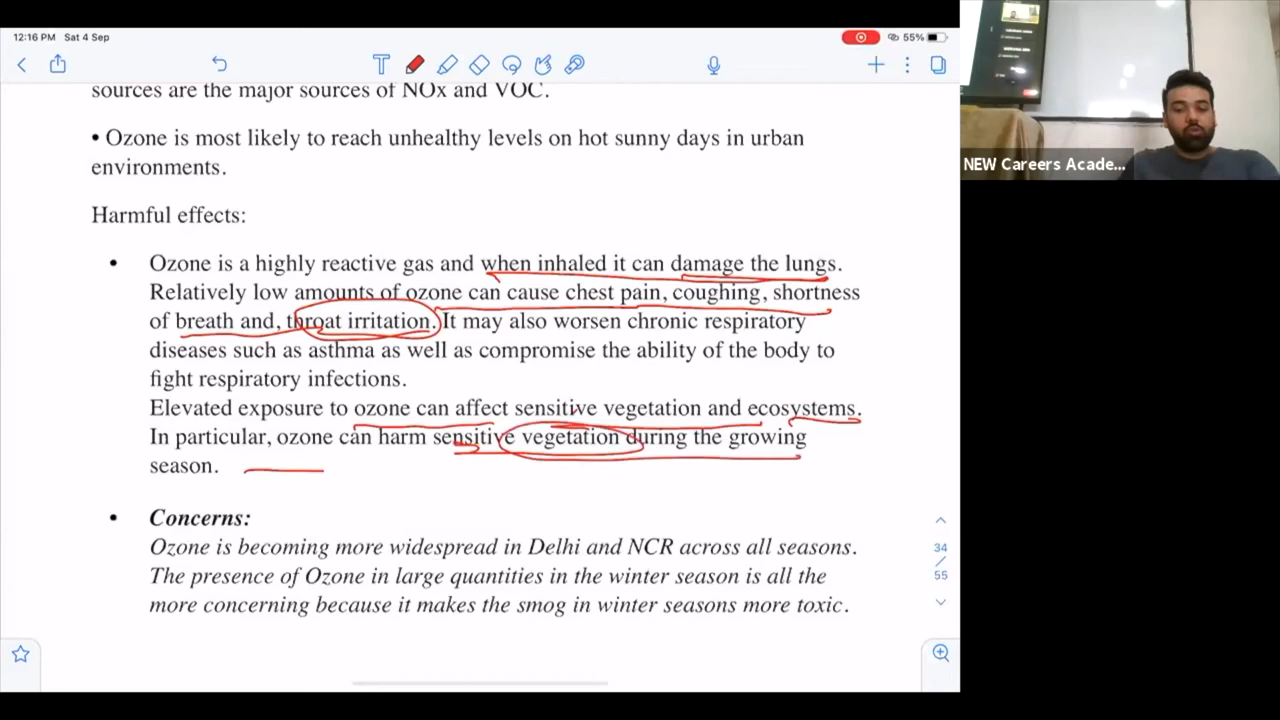 12:16 PM Sat 4 Sep
55%
sources are the major sources of NOx and VOC.
• Ozone is most likely to reach unhealthy levels on hot sunny days in urban
environments.
Harmful effects:
• Ozone is a highly reactive gas and when inhaled it can damage the lungs.
Relatively low amounts of ozone can cause chest pain, coughing, shortness
of breath and, throat irritation. It may also worsen chronic respiratory
diseases such as asthma as well as compromise the ability of the body to
fight respiratory infections.
Elevated exposure to ozone can affect sensitive vegetation and ecosystems.
In particular, ozone can harm sensitive vegetation during the growing
season.
• Concerns:
Ozone is becoming more widespread in Delhi and NCR across all seasons.
The presence of Ozone in large quantities in the winter season is all the
more concerning because it makes the smog in winter seasons more toxic.
34
/
55
NEW Careers Acade...